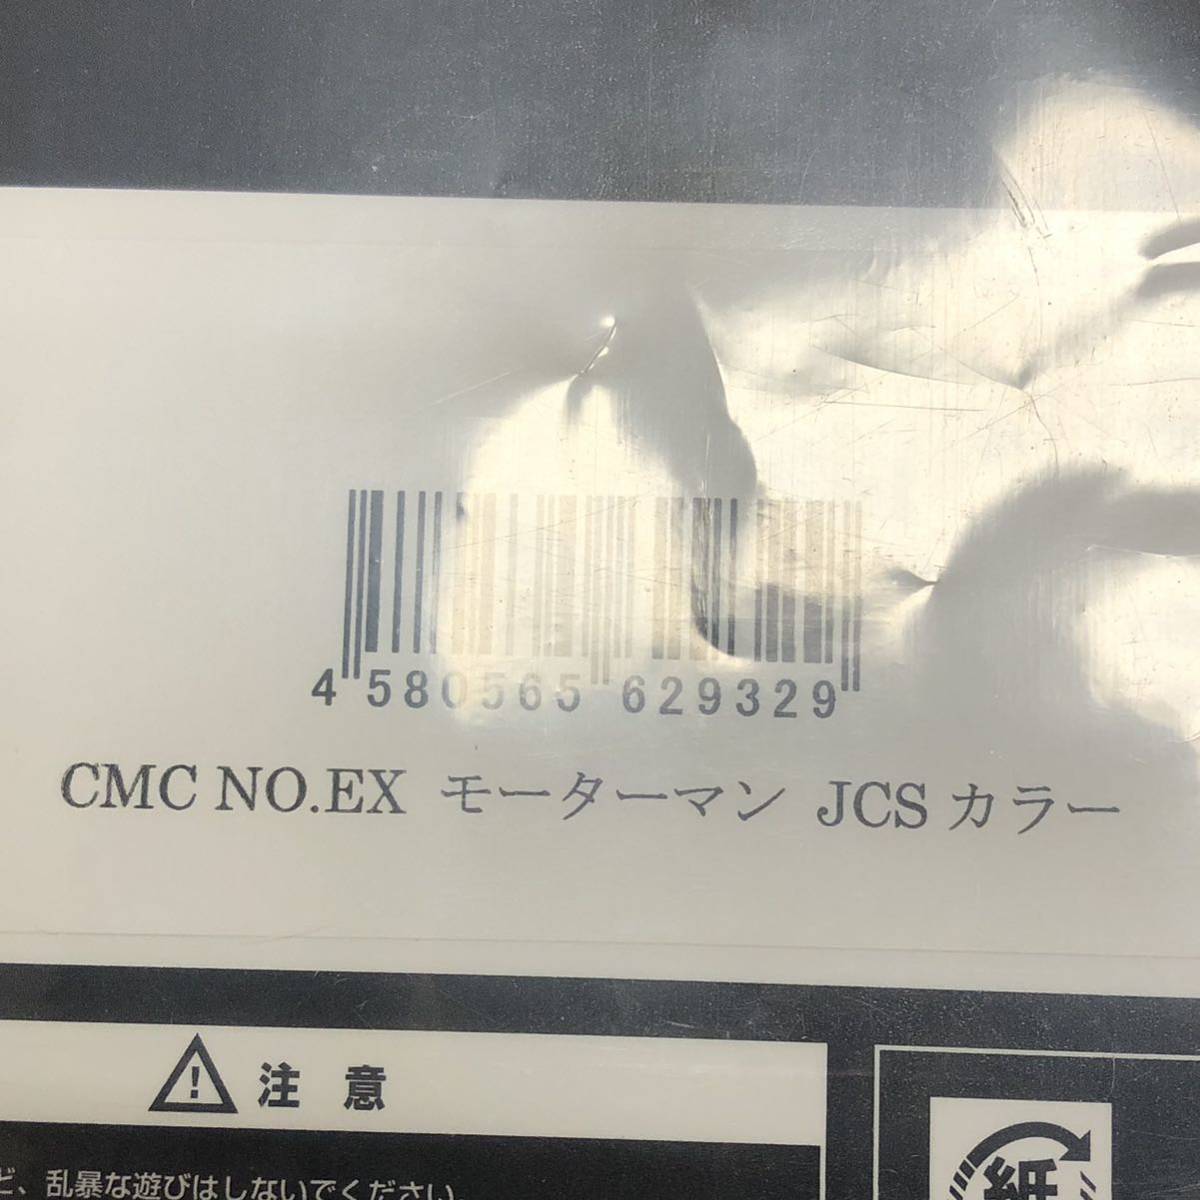 4 580565 629329
CMC NO.EX モーターマン JCS カラー
! 注 意
ど、乱暴な遊びはしないでください
紙